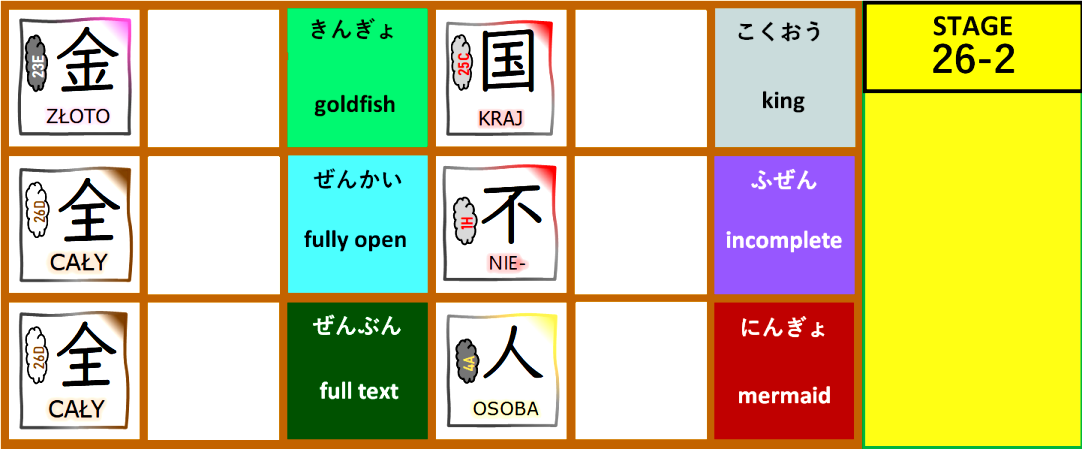 23E
金
ZŁOTO
きんぎょ
goldfish
25C
国
KRAJ
こくおう
king
STAGE
26-2
26D
全
CAŁY
ぜんかい
fully open
1H
不
NIE-
ふぜん
incomplete
26D
全
CAŁY
ぜんぶん
full text
4A
人
OSOBA
にんぎょ
mermaid